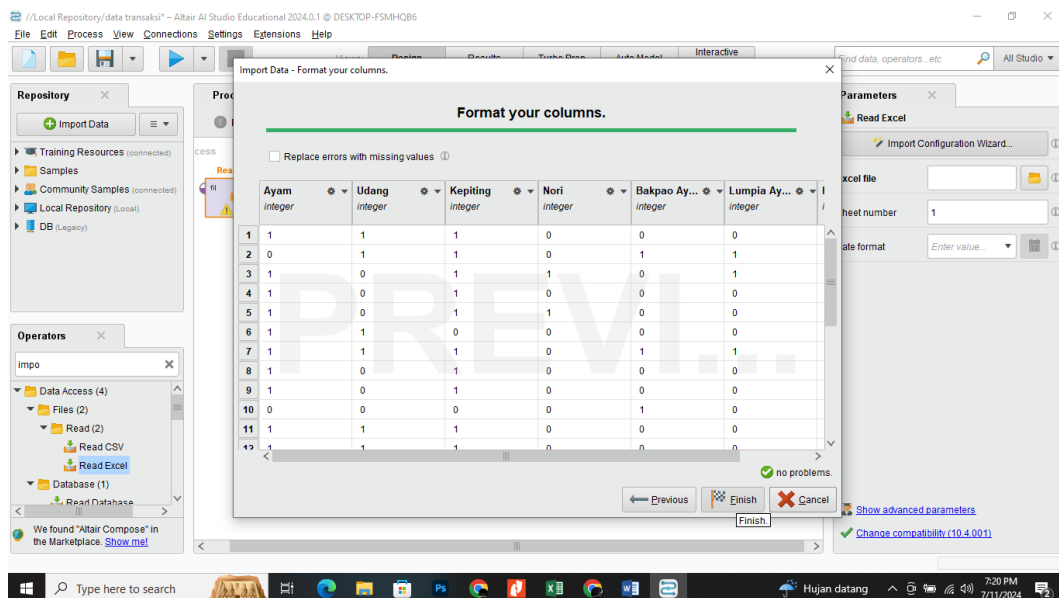 //Local Repository/data transaksi* – Altair AI Studio Educational 2024.0.1 @ DESKTOP-FSMHQB6
File Edit Process View Connections Settings Extensions Help
Design Results Turbo Prep Auto Model Interactive
Find data, operators...etc All Studio
Import Data - Format your columns.
Repository
Import Data
Training Resources (connected)
Samples
Community Samples (connected)
Local Repository (Local)
DB (Legacy)
Operators
impo
Data Access (4)
Files (2)
Read (2)
Read CSV
Read Excel
Database (1)
Read Database
We found "Altair Compose" in
the Marketplace. Show me!
Format your columns.
Replace errors with missing values
Ayam Udang Kepiting Nori Bakpao Ay... Lumpia Ay...
integer integer integer integer integer integer
1 1 1 1 0 0 0
2 0 1 1 0 1 1
3 1 0 1 1 0 1
4 1 0 1 0 0 0
5 1 0 1 1 0 0
6 1 1 0 0 0 0
7 1 1 1 0 1 1
8 1 0 1 0 0 0
9 1 0 1 0 0 0
10 0 0 0 0 1 0
11 1 1 1 0 0 0
12 1 1 1 0 0 0
PREVI...
no problems.
Previous Finish Cancel
Finish.
Parameters
Read Excel
Import Configuration Wizard...
excel file
sheet number 1
date format Enter value...
Show advanced parameters
Change compatibility (10.4.001)
Type here to search
Hujan datang
7:20 PM
7/11/2024